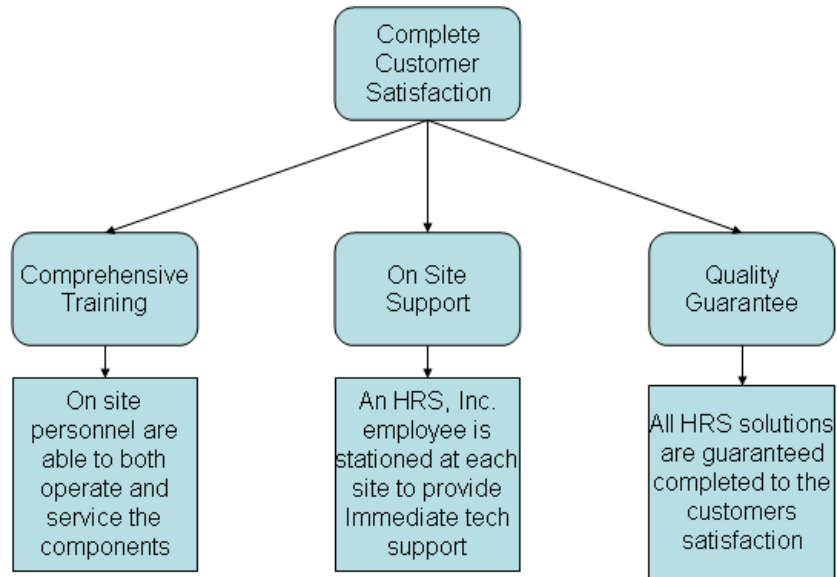 Complete
Customer
Satisfaction
Comprehensive
Training
On Site
Support
Quality
Guarantee
On site
personnel are
able to both
operate and
service the
components
An HRS, Inc.
employee is
stationed at each
site to provide
Immediate tech
support
All HRS solutions
are guaranteed
completed to the
customers
satisfaction